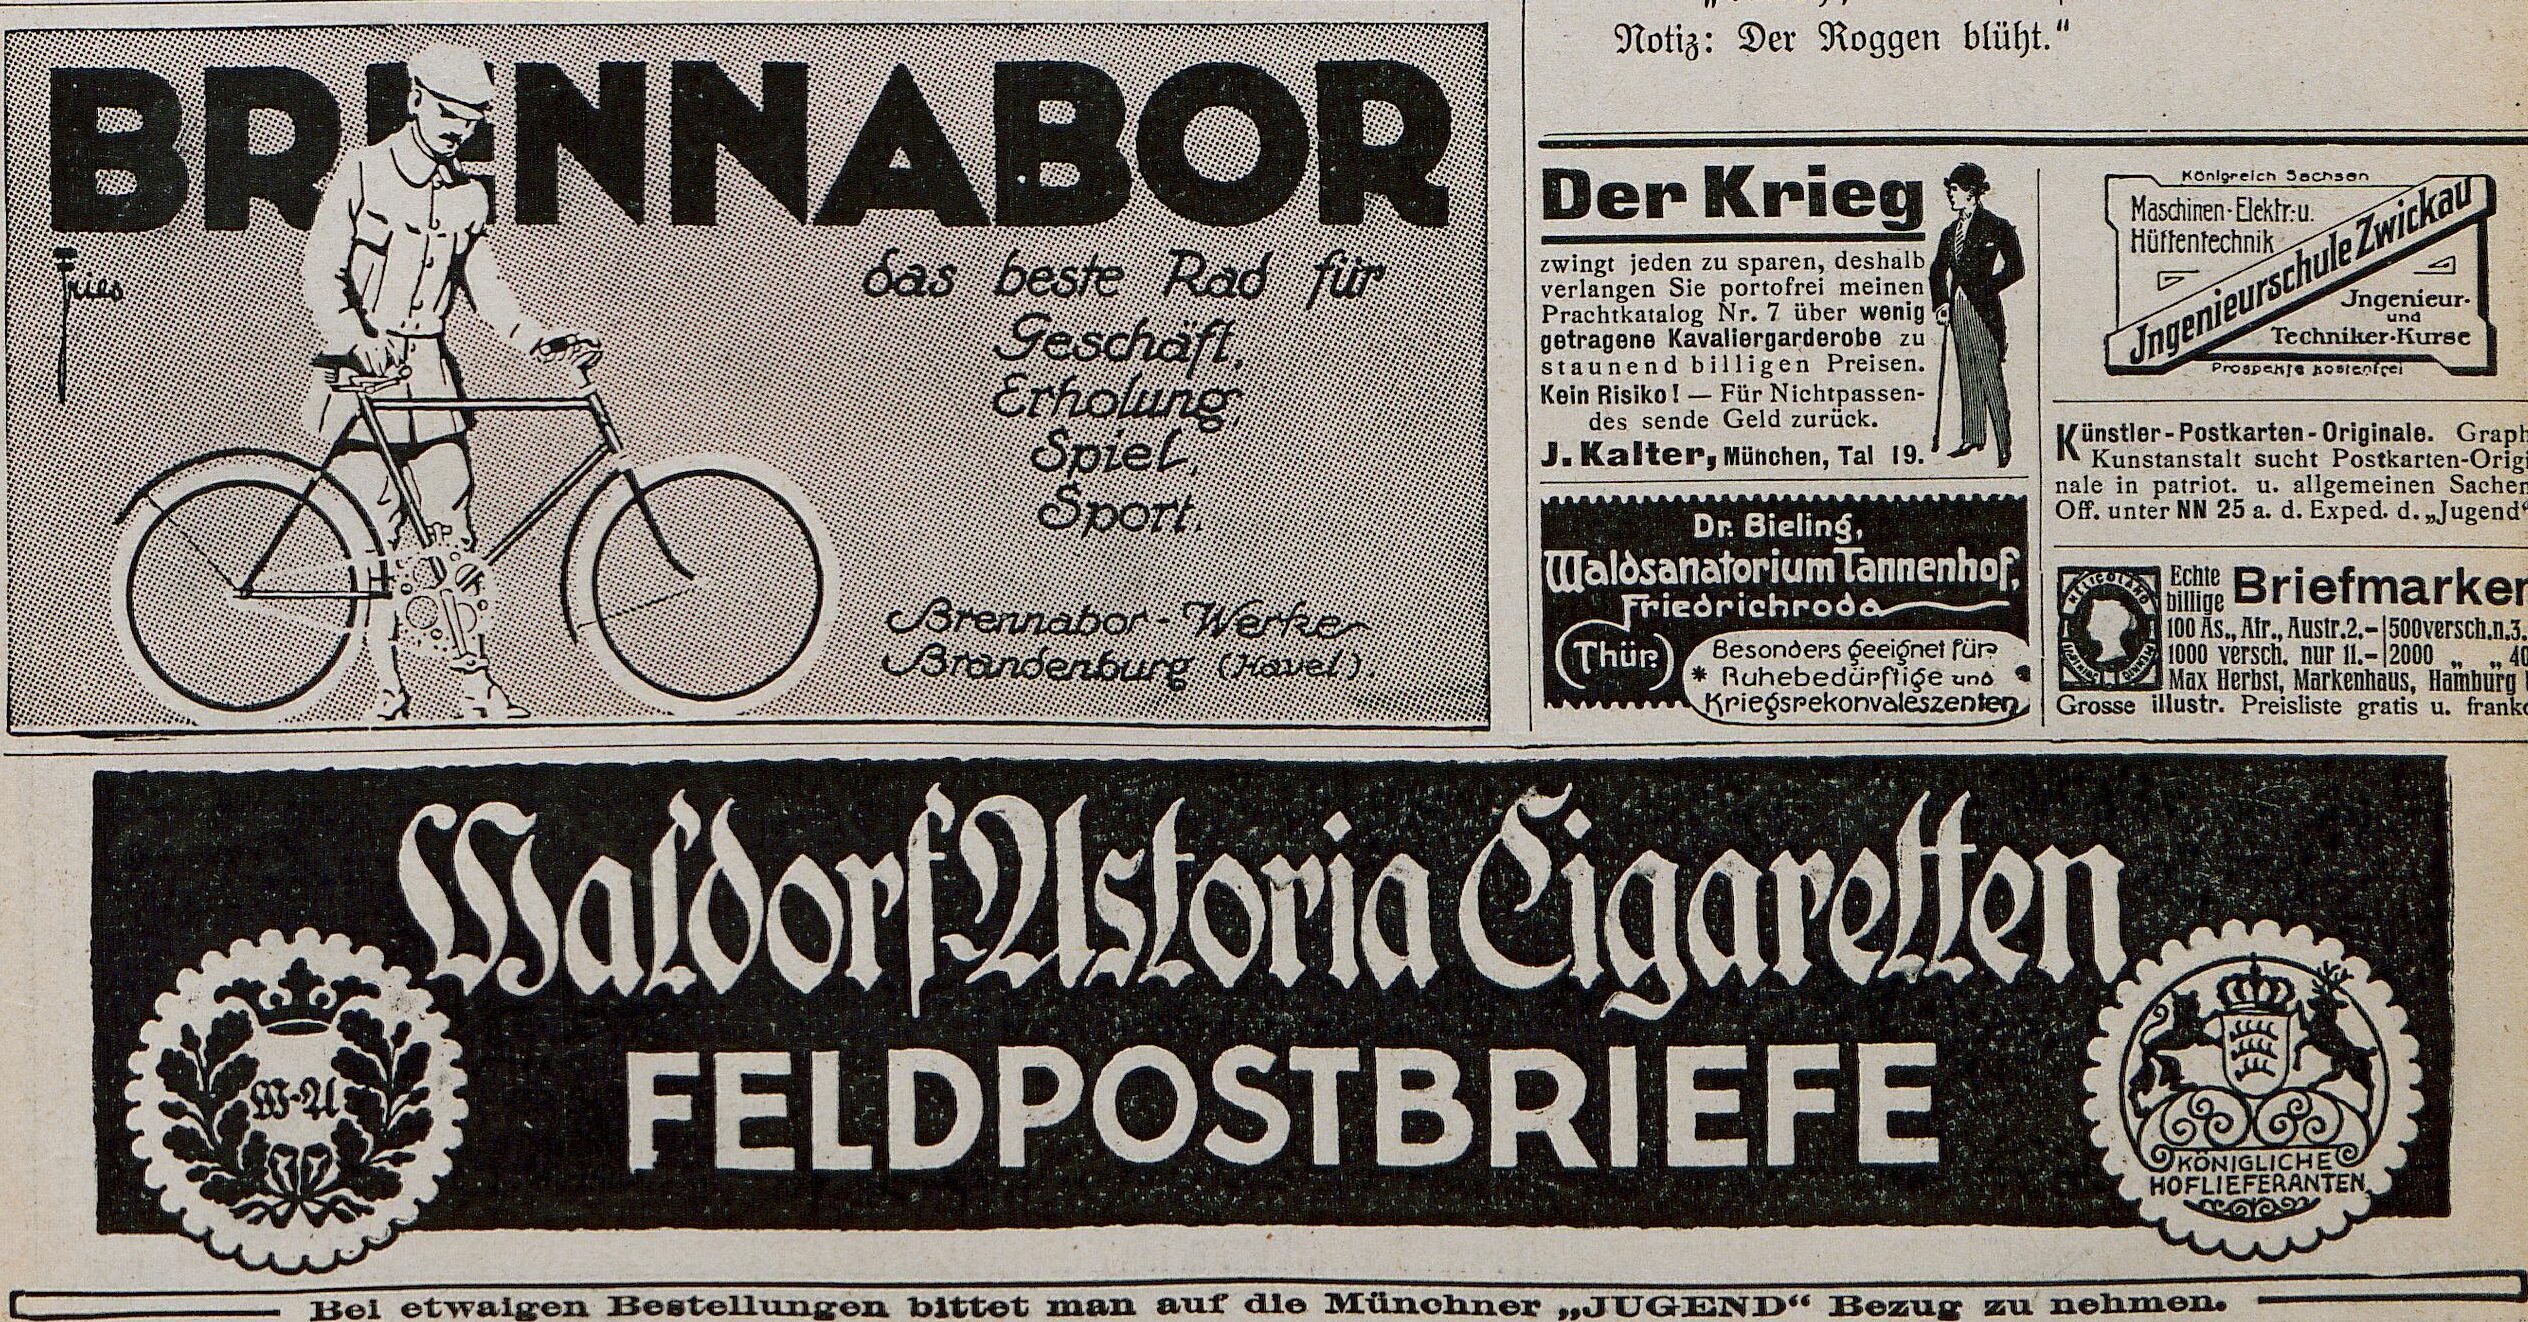 Notiz: Der Roggen blüht."
BRENNABOR
das beste Rad für
Geschäft,
Erholung,
Spiel,
Sport.
Brennabor-Werke
Brandenburg (Havel).
Der Krieg
zwingt jeden zu sparen, deshalb
verlangen Sie portofrei meinen
Prachtkatalog Nr. 7 über wenig
getragene Kavaliergarderobe zu
staunend billigen Preisen.
Kein Risiko! — Für Nichtpassen-
des sende Geld zurück.
J. Kalter, München, Tal 19.
Dr. Bieling,
Waldsanatorium Tannenhof,
Friedrichroda
(Thür.)
Besonders geeignet für
* Ruhebedürftige und
Kriegsrekonvaleszenten
Königreich Sachsen
Maschinen-Elektr.-u.
Hüttentechnik
Jngenieurschule Zwickau
Jngenieur-
und
Techniker-Kurse
Prospekte kostenfrei
Künstler-Postkarten-Originale. Graph
Kunstanstalt sucht Postkarten-Origi
nale in patriot. u. allgemeinen Sachen
Off. unter NN 25 a. d. Exped. d. „Jugend“
HELIGOLAND
Echte
billige
Briefmarken
100 As., Afr., Austr. 2.- | 500 versch. n. 3.
1000 versch. nur 11.- | 2000 „ „ 40
Max Herbst, Markenhaus, Hamburg
Grosse illustr. Preisliste gratis u. franko
Waldorf-Astoria Cigaretten
FELDPOSTBRIEFE
W-A
KÖNIGLICHE
HOFLIEFERANTEN
Bei etwaigen Bestellungen bittet man auf die Münchner „JUGEND“ Bezug zu nehmen.